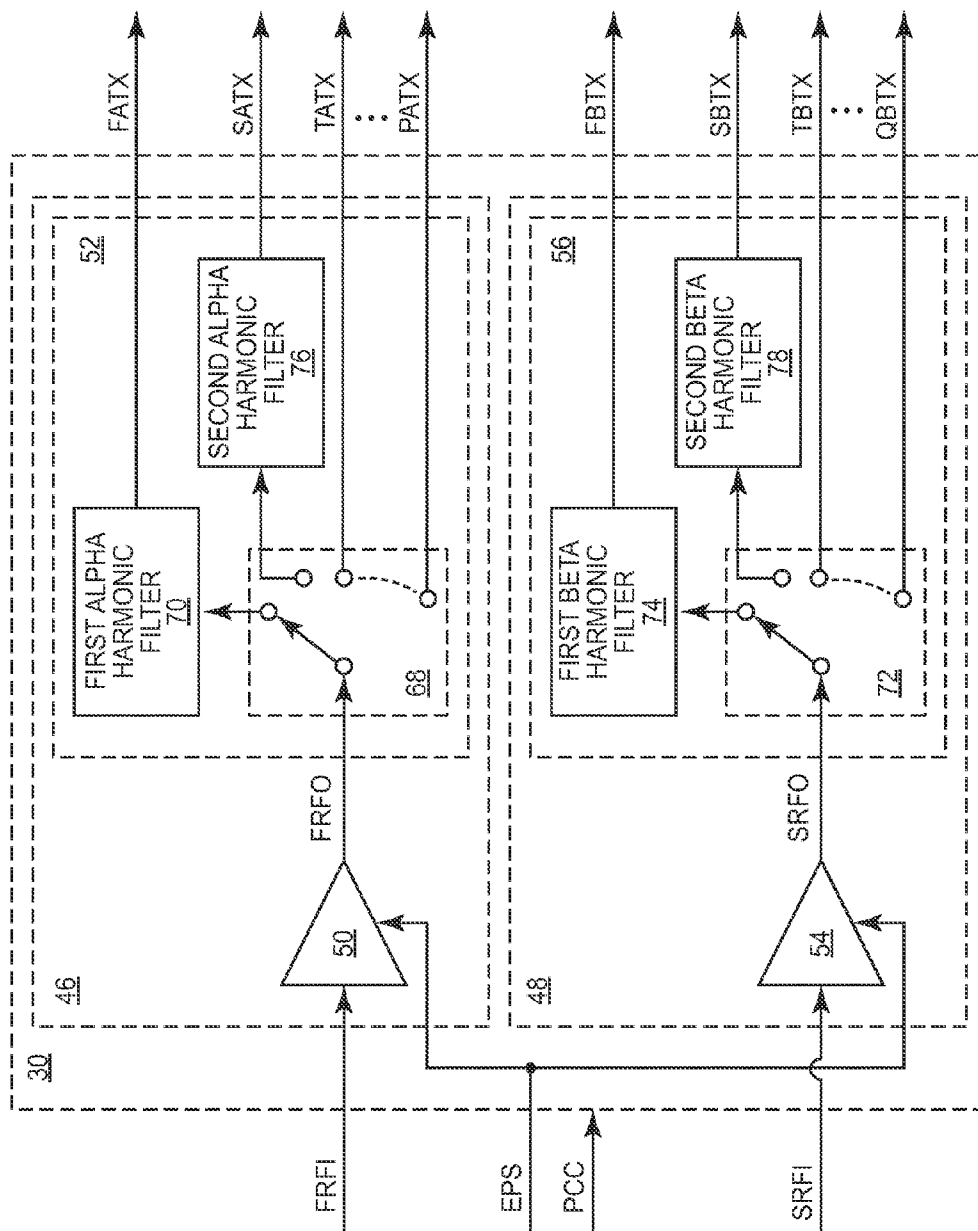 30
46
52
FIRST ALPHA
HARMONIC
FILTER
70
FATX
SECOND ALPHA
HARMONIC
FILTER
76
SATX
TATX
•••
PATX
68
FRFI
50
FRFO
EPS
PCC
48
56
FIRST BETA
HARMONIC
FILTER
74
FBTX
SECOND BETA
HARMONIC
FILTER
78
SBTX
TBTX
•••
QBTX
72
SRFI
54
SRFO